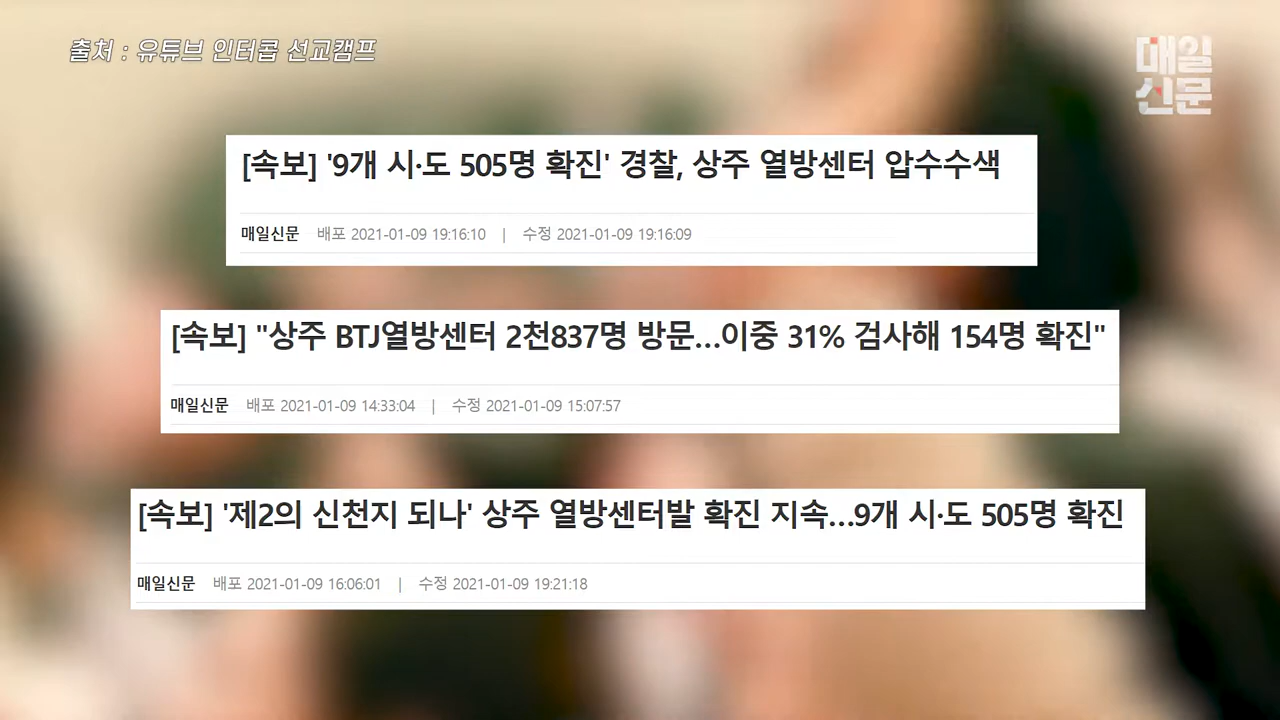 출처 : 유튜브 인터콥 선교캠프
매일
신문
[속보] '9개 시·도 505명 확진' 경찰, 상주 열방센터 압수수색
매일신문 배포 2021-01-09 19:16:10 | 수정 2021-01-09 19:16:09
[속보] "상주 BTJ열방센터 2천837명 방문...이중 31% 검사해 154명 확진"
매일신문 배포 2021-01-09 14:33:04 | 수정 2021-01-09 15:07:57
[속보] '제2의 신천지 되나' 상주 열방센터발 확진 지속...9개 시·도 505명 확진
매일신문 배포 2021-01-09 16:06:01 | 수정 2021-01-09 19:21:18